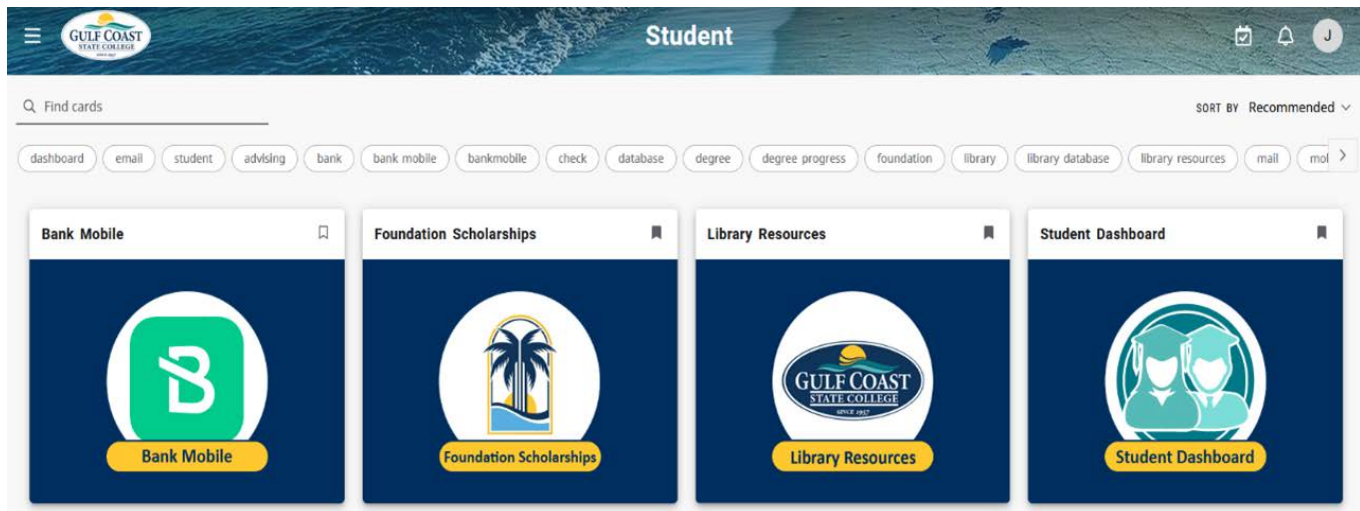 GULF COAST
STATE COLLEGE
Student
J
Find cards
SORT BY Recommended
dashboard email student advising bank bank mobile bankmobile check database degree degree progress foundation library library database library resources mail mol
Bank Mobile
Foundation Scholarships
Library Resources
Student Dashboard
B
GULF COAST
STATE COLLEGE
SINCE 1957
Bank Mobile
Foundation Scholarships
Library Resources
Student Dashboard